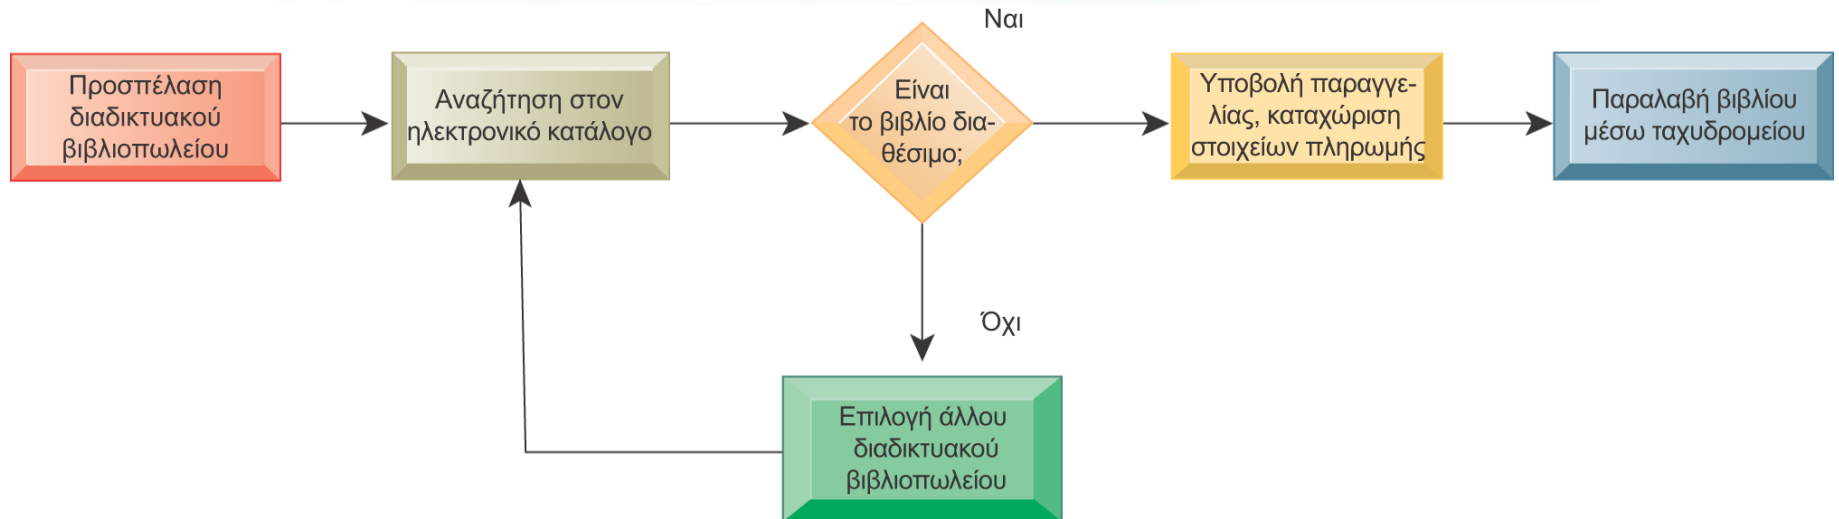 Ναι
Προσπέλαση
διαδικτυακού
βιβλιοπωλείου
Αναζήτηση στον
ηλεκτρονικό κατάλογο
Είναι
το βιβλίο δια-
θέσιμο;
Υποβολή παραγγε-
λίας, καταχώριση
στοιχείων πληρωμής
Παραλαβή βιβλίου
μέσω ταχυδρομείου
Όχι
Επιλογή άλλου
διαδικτυακού
βιβλιοπωλείου